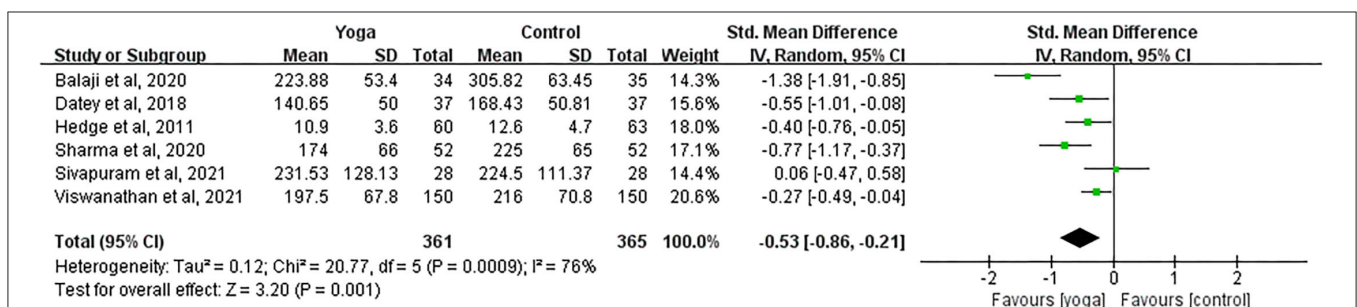 Yoga Control Std. Mean Difference Std. Mean Difference
Study or Subgroup Mean SD Total Mean SD Total Weight IV, Random, 95% CI IV, Random, 95% CI
Balaji et al, 2020 223.88 53.4 34 305.82 63.45 35 14.3% -1.38 [-1.91, -0.85]
Datey et al, 2018 140.65 50 37 168.43 50.81 37 15.6% -0.55 [-1.01, -0.08]
Hedge et al, 2011 10.9 3.6 60 12.6 4.7 63 18.0% -0.40 [-0.76, -0.05]
Sharma et al, 2020 174 66 52 225 65 52 17.1% -0.77 [-1.17, -0.37]
Sivapuram et al, 2021 231.53 128.13 28 224.5 111.37 28 14.4% 0.06 [-0.47, 0.58]
Viswanathan et al, 2021 197.5 67.8 150 216 70.8 150 20.6% -0.27 [-0.49, -0.04]
Total (95% CI) 361 365 100.0% -0.53 [-0.86, -0.21]
Heterogeneity: Tau² = 0.12; Chi² = 20.77, df = 5 (P = 0.0009); I² = 76%
Test for overall effect: Z = 3.20 (P = 0.001)
-2 -1 0 1 2
Favours [yoga] Favours [control]